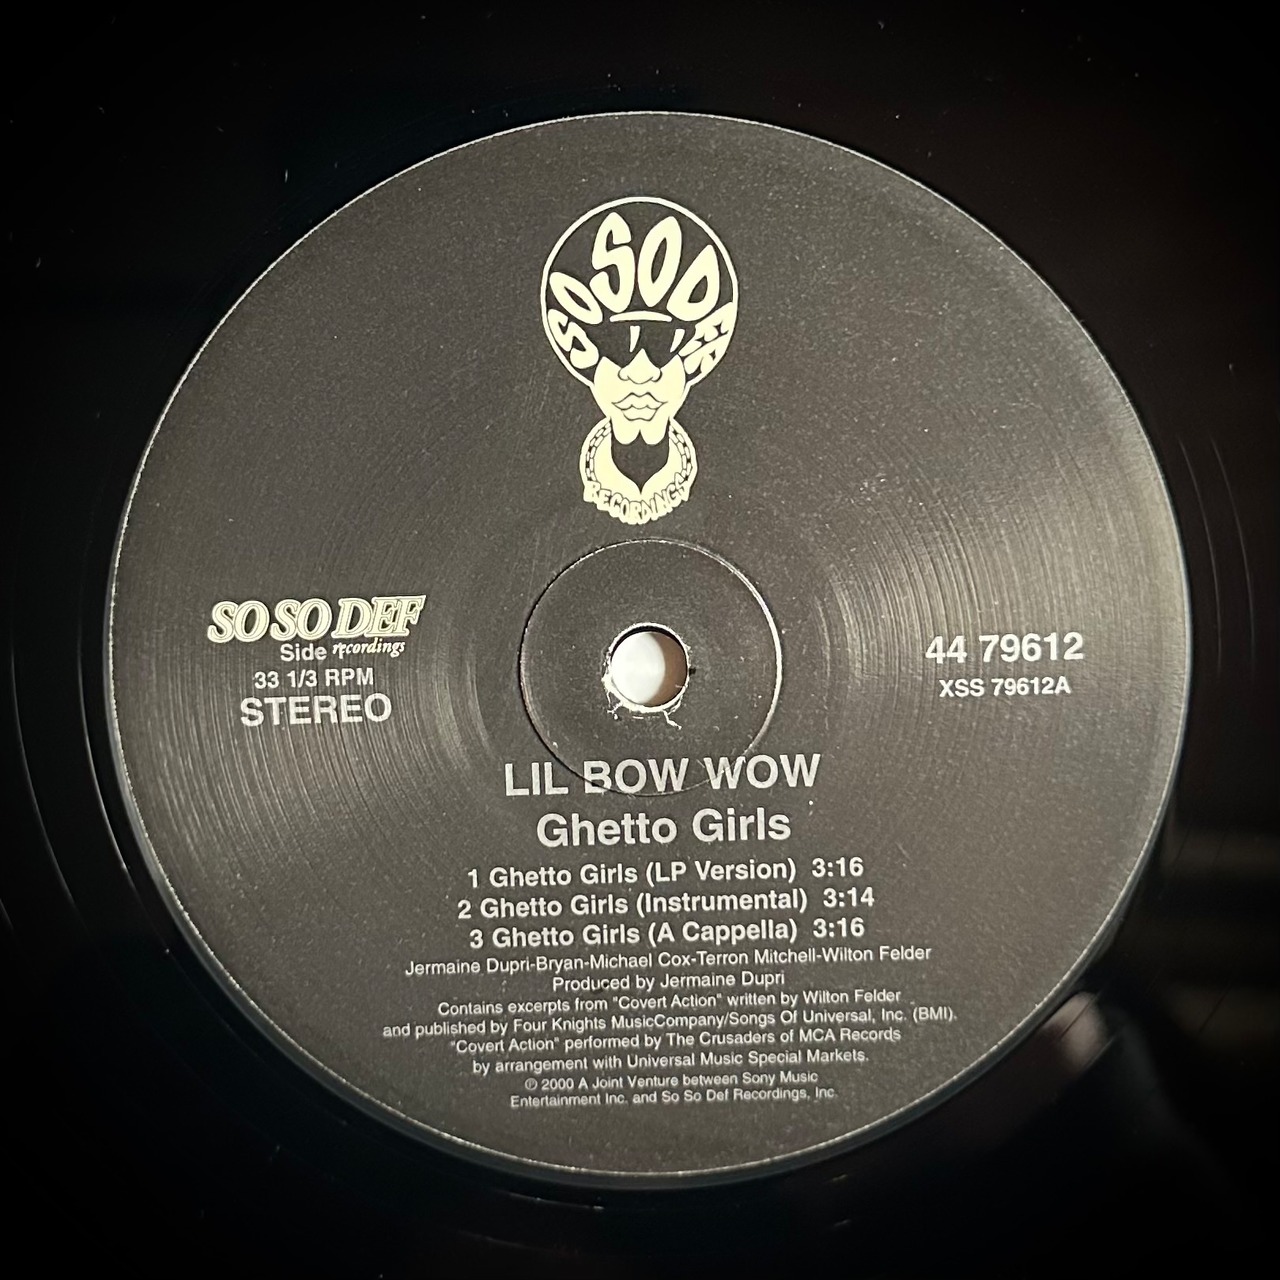 SO SO DEF
RECORDINGS
SO SO DEF
recordings
Side
33 1/3 RPM
STEREO
44 79612
XSS 79612A
LIL BOW WOW
Ghetto Girls
1 Ghetto Girls (LP Version) 3:16
2 Ghetto Girls (Instrumental) 3:14
3 Ghetto Girls (A Cappella) 3:16
Jermaine Dupri-Bryan-Michael Cox-Terron Mitchell-Wilton Felder
Produced by Jermaine Dupri
Contains excerpts from "Covert Action" written by Wilton Felder
and published by Four Knights MusicCompany/Songs Of Universal, Inc. (BMI).
"Covert Action" performed by The Crusaders of MCA Records
by arrangement with Universal Music Special Markets.
℗ 2000 A Joint Venture between Sony Music
Entertainment Inc. and So So Def Recordings, Inc.